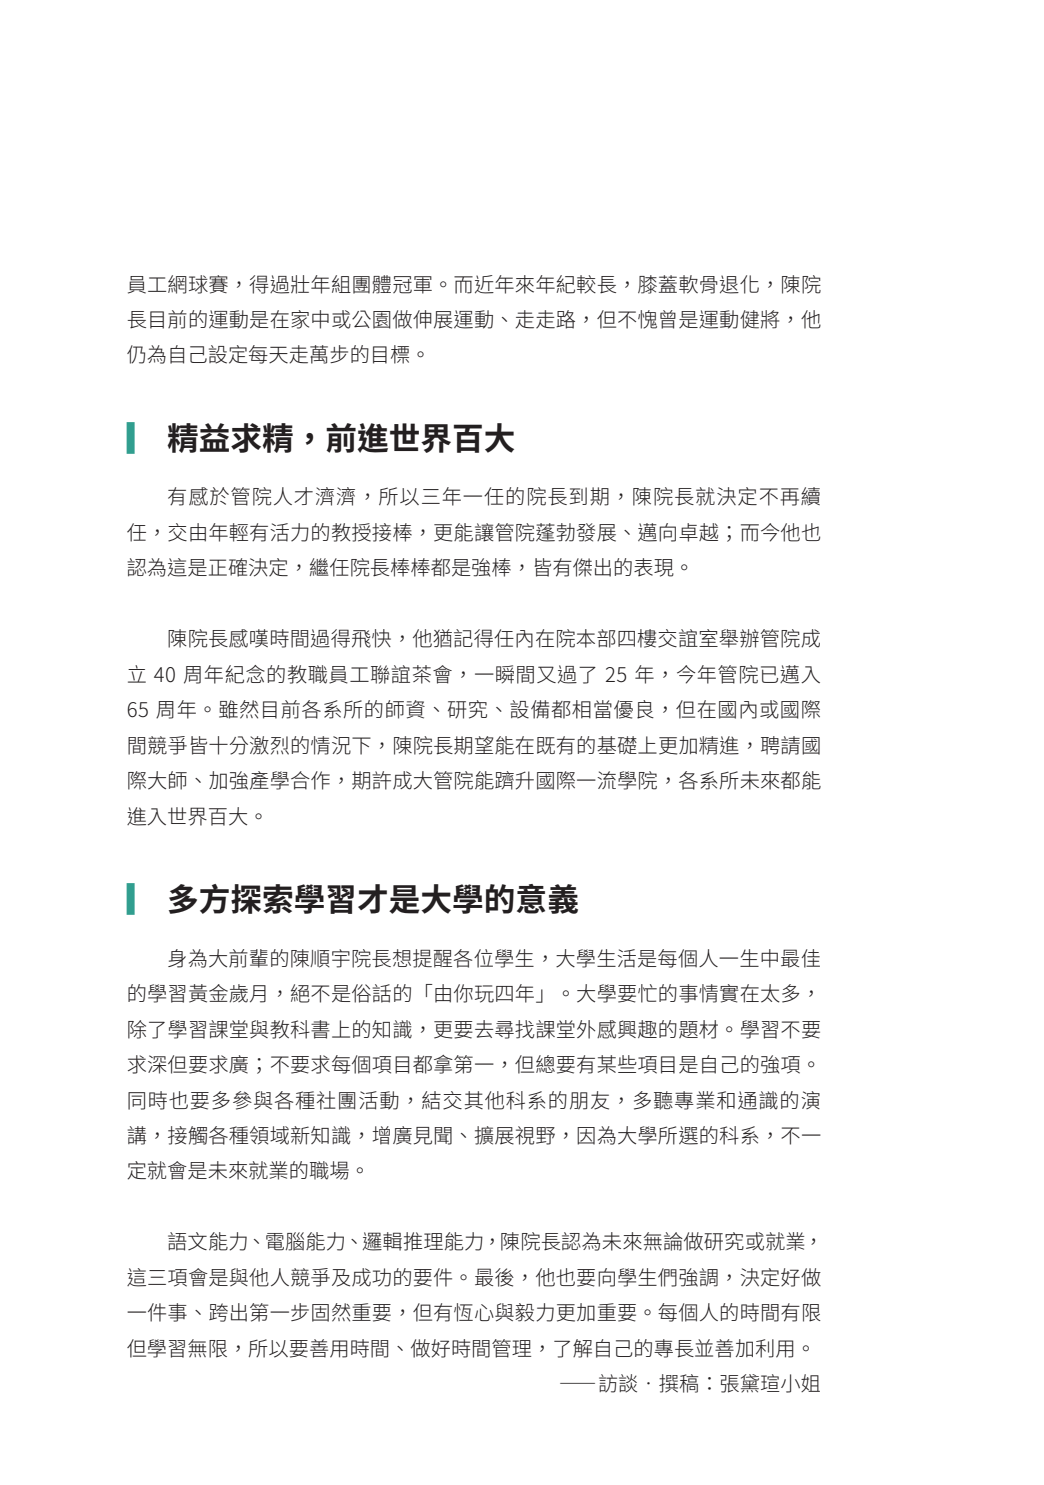 員工網球賽，得過壯年組團體冠軍。而近年來年紀較長，膝蓋軟骨退化，陳院
長目前的運動是在家中或公園做伸展運動、走走路，但不愧曾是運動健將，他
仍為自己設定每天走萬步的目標。
精益求精，前進世界百大
有感於管院人才濟濟，所以三年一任的院長到期，陳院長就決定不再續
任，交由年輕有活力的教授接棒，更能讓管院蓬勃發展、邁向卓越；而今他也
認為這是正確決定，繼任院長棒棒都是強棒，皆有傑出的表現。
陳院長感嘆時間過得飛快，他猶記得任內在院本部四樓交誼室舉辦管院成
立 40 周年紀念的教職員工聯誼茶會，一瞬間又過了 25 年，今年管院已邁入
65 周年。雖然目前各系所的師資、研究、設備都相當優良，但在國內或國際
間競爭皆十分激烈的情況下，陳院長期望能在既有的基礎上更加精進，聘請國
際大師、加強產學合作，期許成大管院能躋升國際一流學院，各系所未來都能
進入世界百大。
多方探索學習才是大學的意義
身為大前輩的陳順宇院長想提醒各位學生，大學生活是每個人一生中最佳
的學習黃金歲月，絕不是俗話的「由你玩四年」。大學要忙的事情實在太多，
除了學習課堂與教科書上的知識，更要去尋找課堂外感興趣的題材。學習不要
求深但要求廣；不要求每個項目都拿第一，但總要有某些項目是自己的強項。
同時也要多參與各種社團活動，結交其他科系的朋友，多聽專業和通識的演
講，接觸各種領域新知識，增廣見聞、擴展視野，因為大學所選的科系，不一
定就會是未來就業的職場。
語文能力、電腦能力、邏輯推理能力，陳院長認為未來無論做研究或就業，
這三項會是與他人競爭及成功的要件。最後，他也要向學生們強調，決定好做
一件事、跨出第一步固然重要，但有恆心與毅力更加重要。每個人的時間有限
但學習無限，所以要善用時間、做好時間管理，了解自己的專長並善加利用。
——訪談．撰稿：張黛瑄小姐